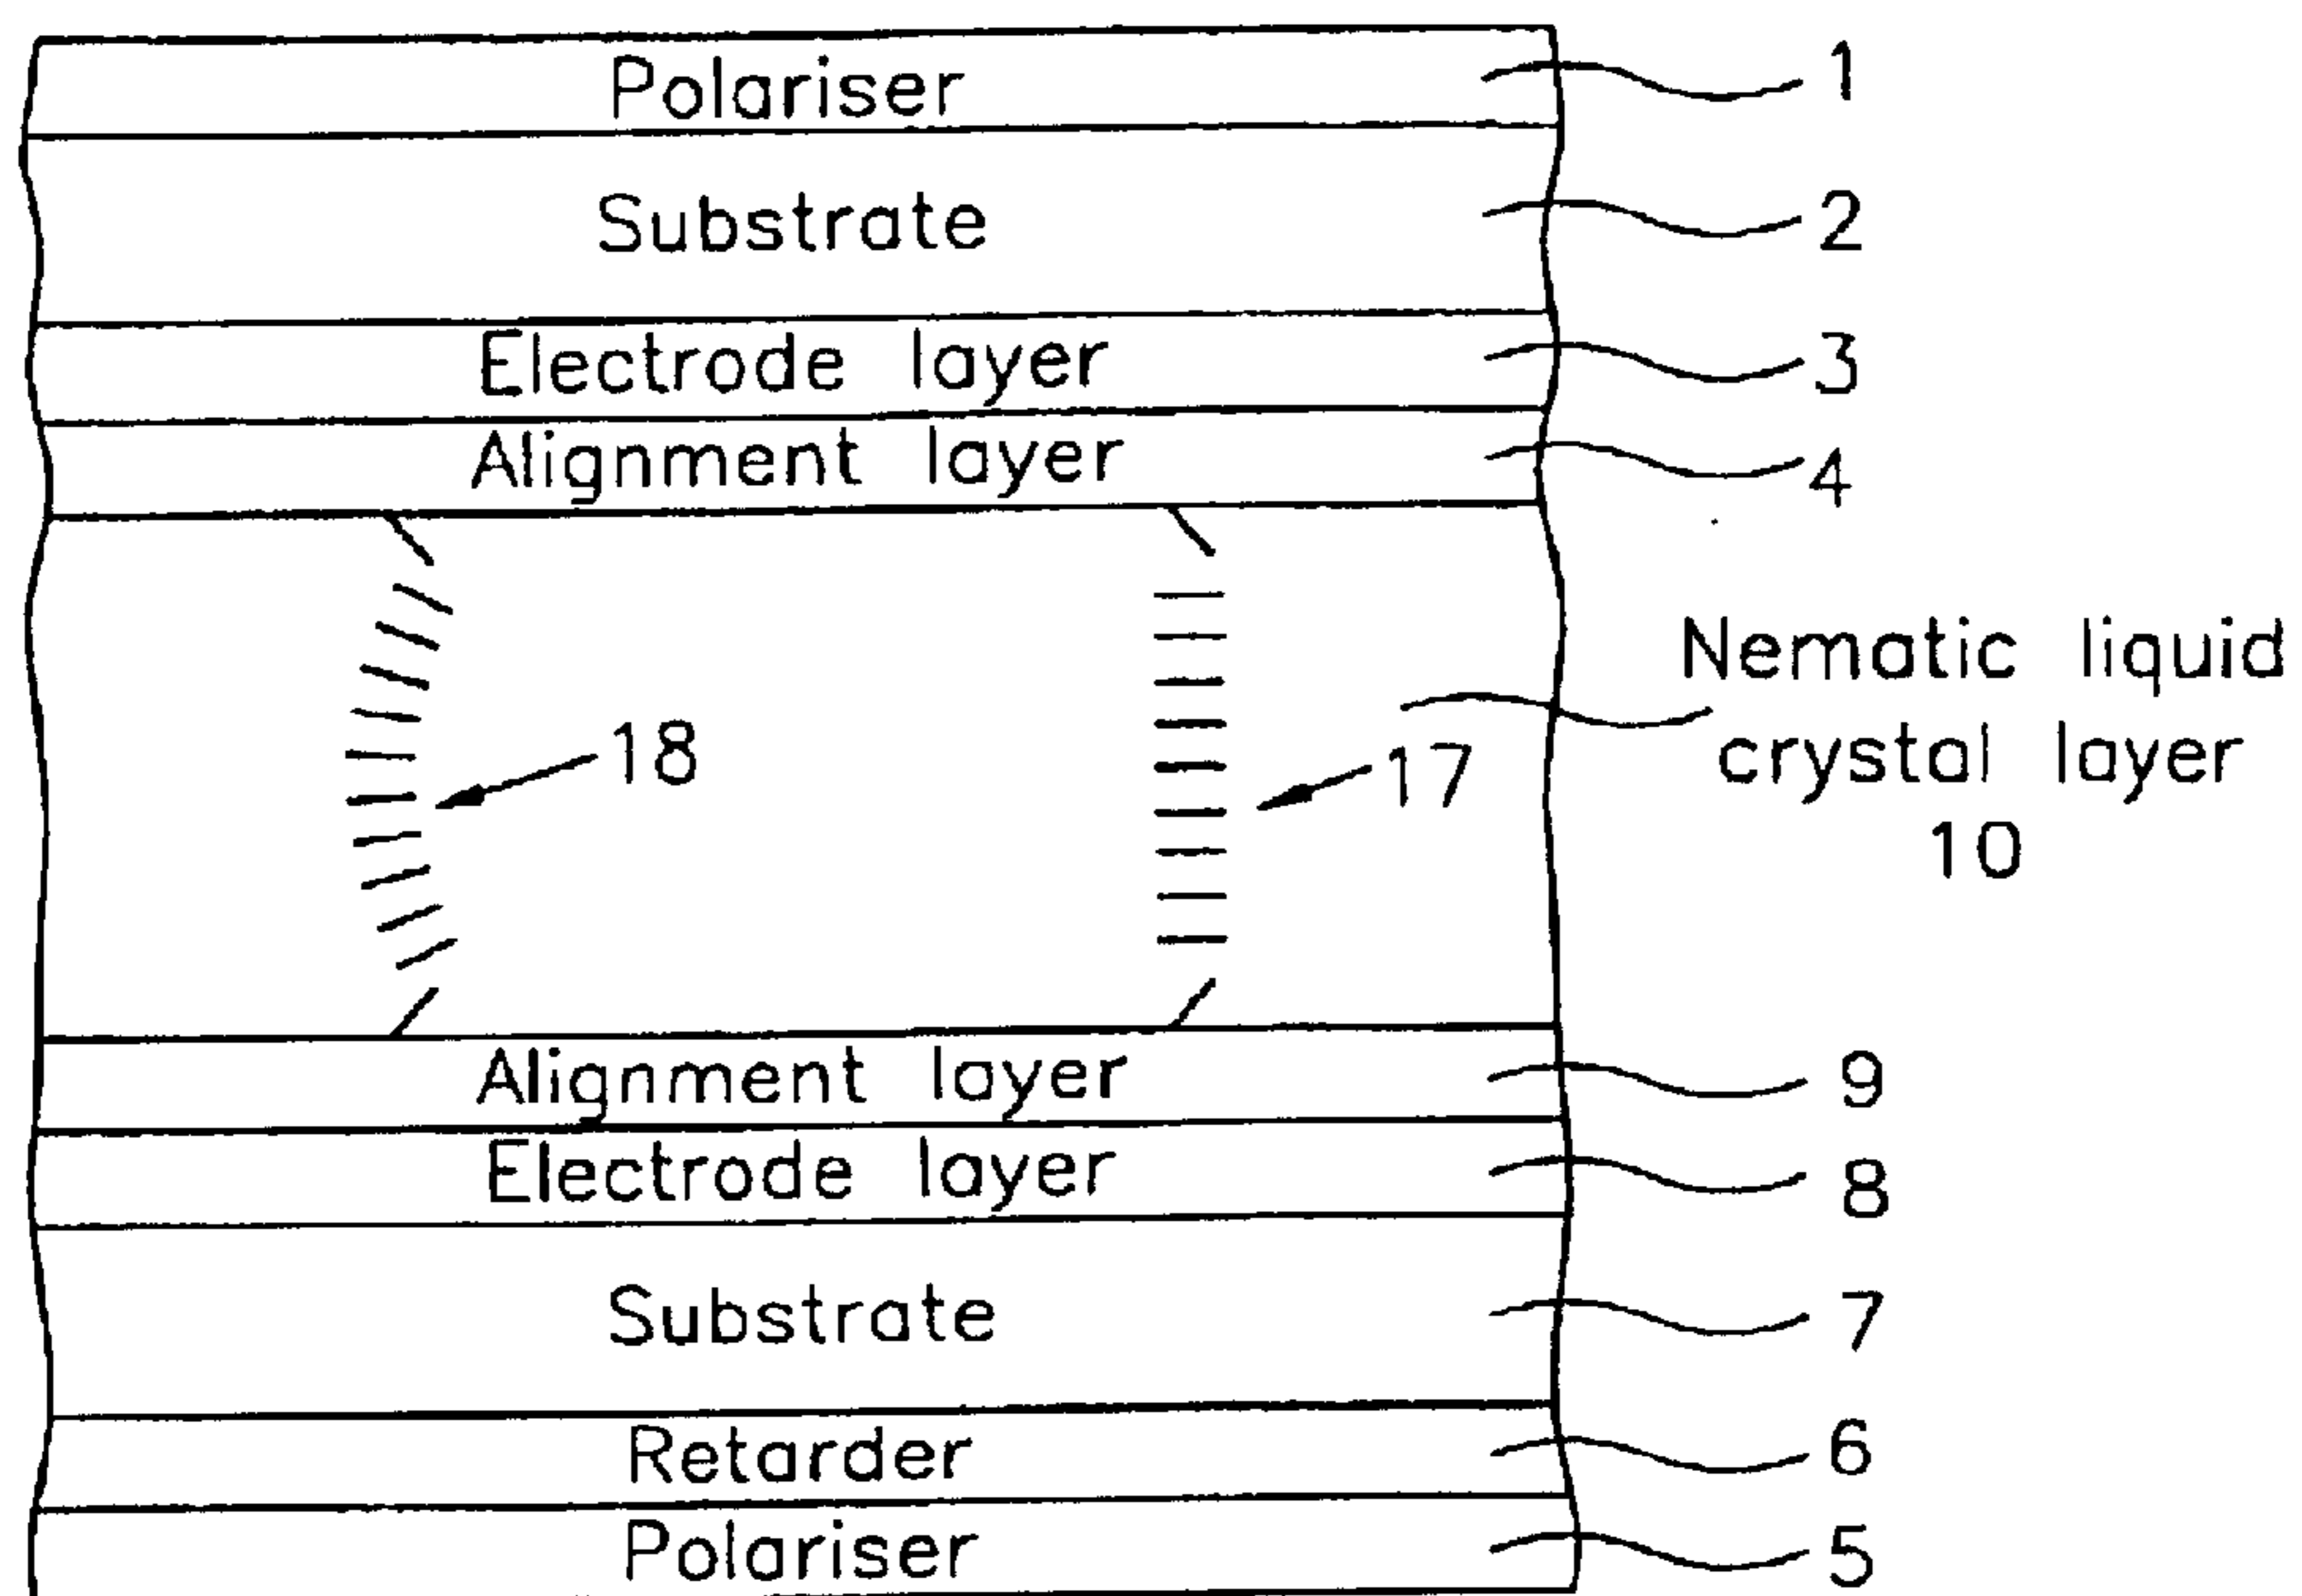 Polariser 1
Substrate 2
Electrode layer 3
Alignment layer 4
Nematic liquid
crystal layer
10
18
17
Alignment layer 9
Electrode layer 8
Substrate 7
Retarder 6
Polariser 5